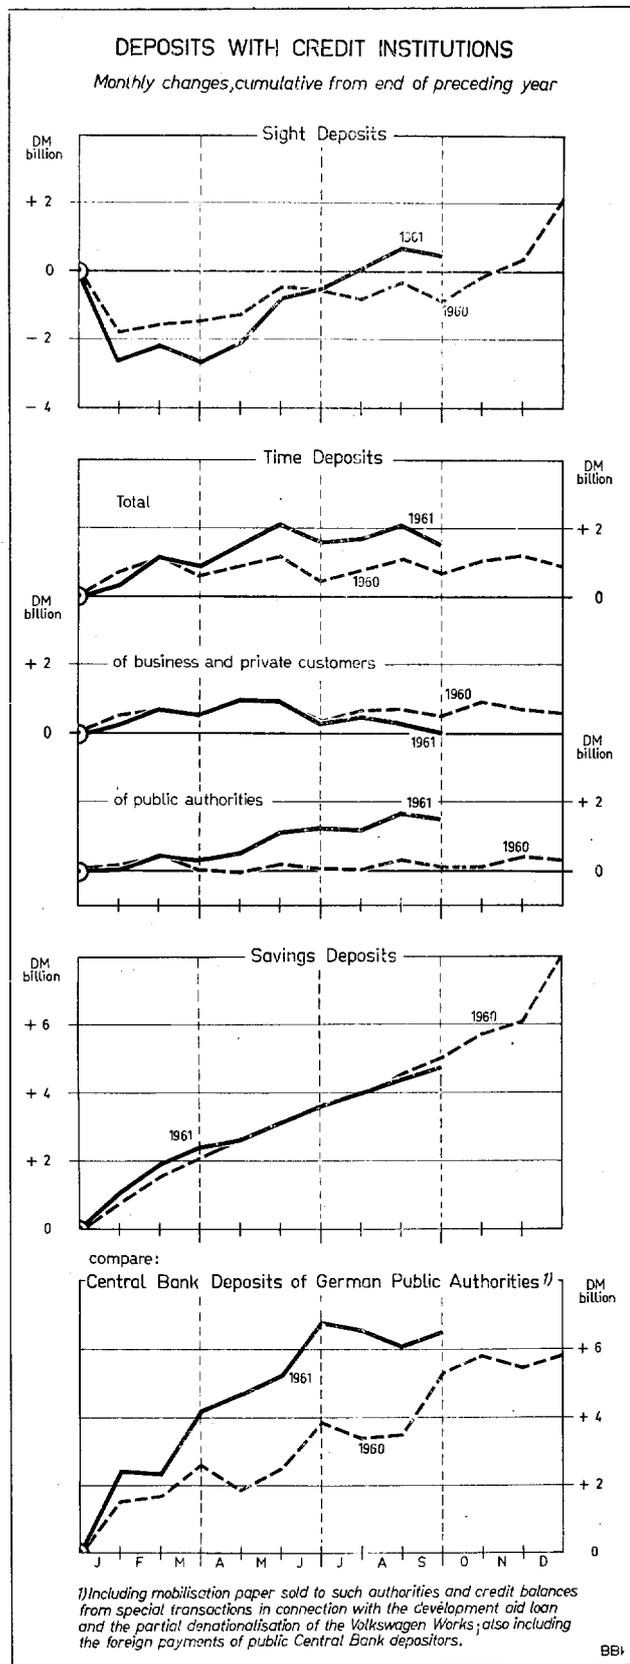 DEPOSITS WITH CREDIT INSTITUTIONS
Monthly changes, cumulative from end of preceding year
DM
billion
Sight Deposits
+ 2
1961
0
1960
− 2
− 4
Time Deposits
DM
billion
Total
1961
+ 2
1960
0
DM
billion
+ 2
of business and private customers
1960
0
1961
DM
billion
of public authorities
1961
+ 2
1960
0
DM
billion
Savings Deposits
+ 6
1960
+ 4
1961
+ 2
0
compare:
Central Bank Deposits of German Public Authorities 1)
DM
billion
+ 6
1961
+ 4
1960
+ 2
0
J F M A M J J A S O N D
1) Including mobilisation paper sold to such authorities and credit balances
from special transactions in connection with the development aid loan
and the partial denationalisation of the Volkswagen Works; also including
the foreign payments of public Central Bank depositors.